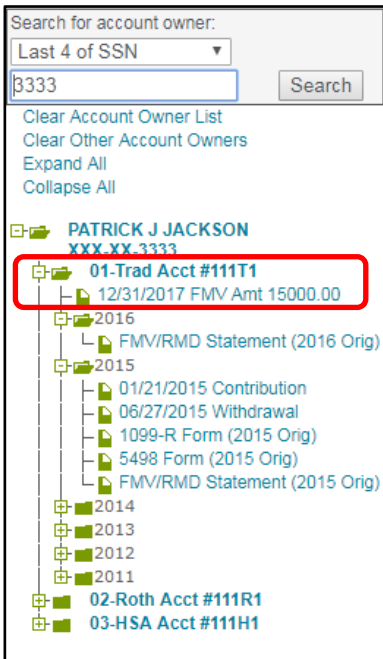 Search for account owner:
Last 4 of SSN
3333 Search
Clear Account Owner List
Clear Other Account Owners
Expand All
Collapse All
PATRICK J JACKSON
XXX-XX-3333
01-Trad Acct #111T1
12/31/2017 FMV Amt 15000.00
2016
FMV/RMD Statement (2016 Orig)
2015
01/21/2015 Contribution
06/27/2015 Withdrawal
1099-R Form (2015 Orig)
5498 Form (2015 Orig)
FMV/RMD Statement (2015 Orig)
2014
2013
2012
2011
02-Roth Acct #111R1
03-HSA Acct #111H1